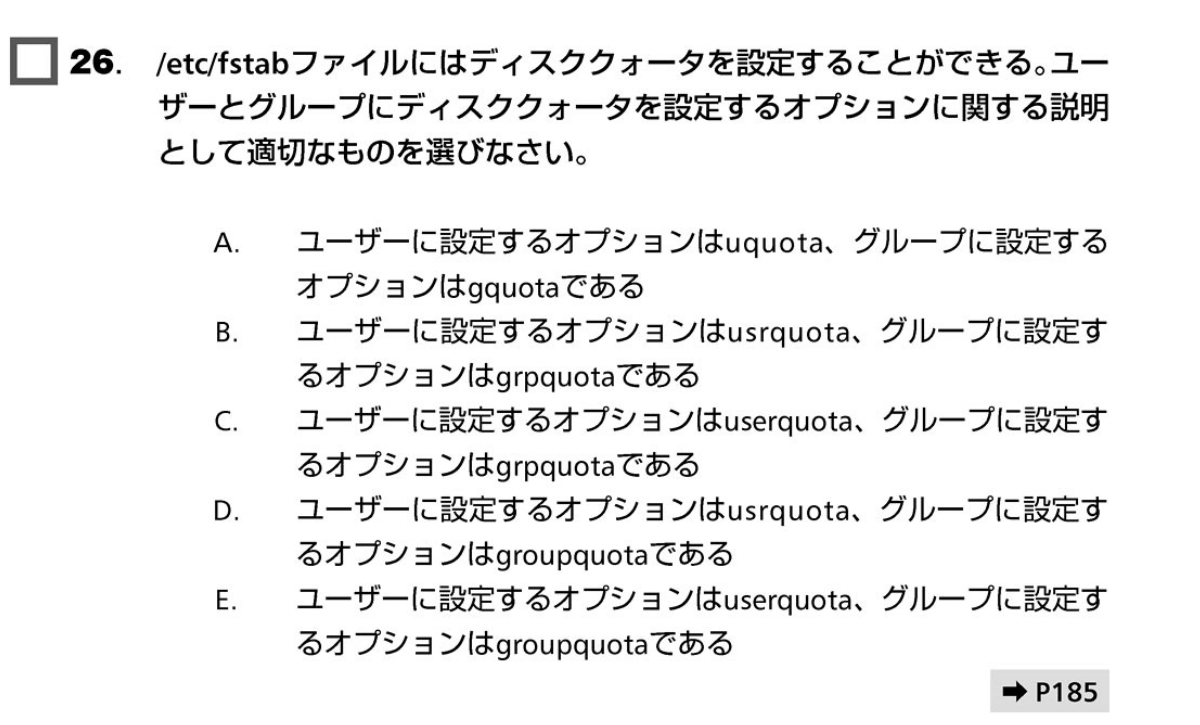 26. /etc/fstabファイルにはディスククォータを設定することができる。ユー
ザーとグループにディスククォータを設定するオプションに関する説明
として適切なものを選びなさい。
A. ユーザーに設定するオプションはuquota、グループに設定する
オプションはgquotaである
B. ユーザーに設定するオプションはusrquota、グループに設定す
るオプションはgrpquotaである
C. ユーザーに設定するオプションはuserquota、グループに設定す
るオプションはgrpquotaである
D. ユーザーに設定するオプションはusrquota、グループに設定す
るオプションはgroupquotaである
E. ユーザーに設定するオプションはuserquota、グループに設定す
るオプションはgroupquotaである
➡ P185